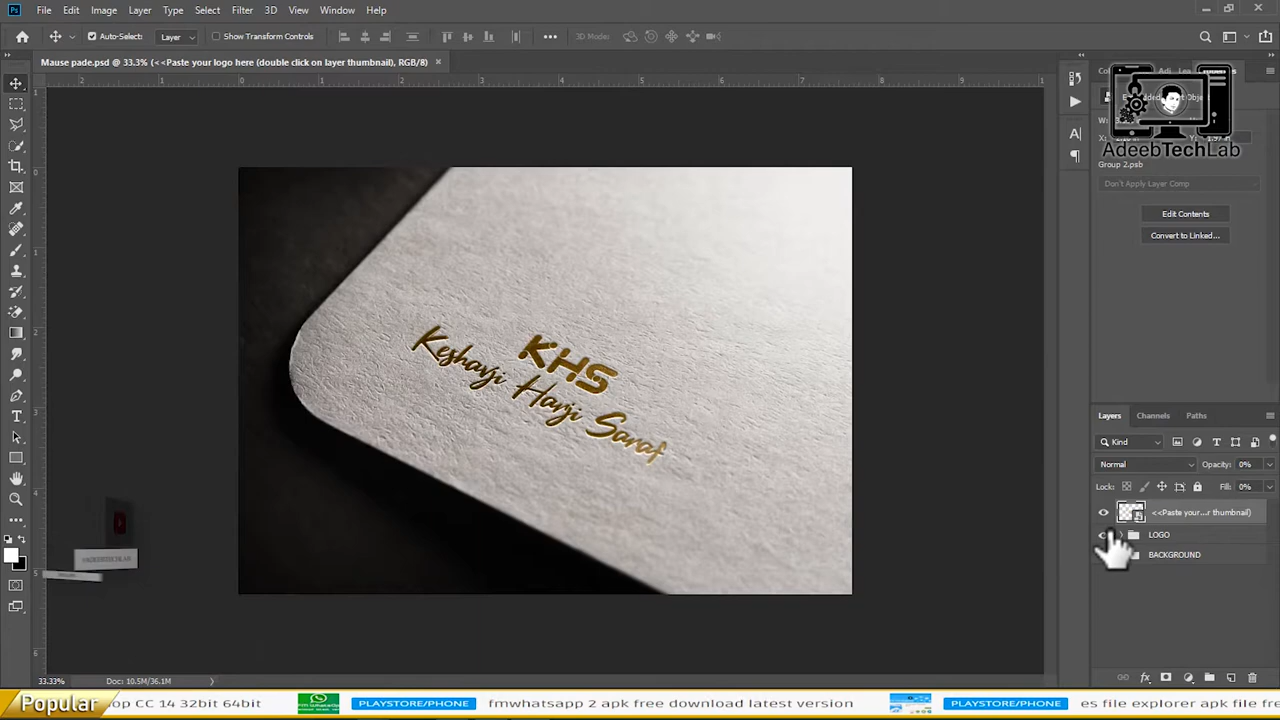 Ps File Edit Image Layer Type Select Filter 3D View Window Help
Auto-Select: Layer Show Transform Controls 3D Mode:
Mause pade.psd @ 33.3% (<<Paste your logo here (double click on layer thumbnail), RGB/8)
AdeebTechLab
Group 2.psb
Don't Apply Layer Comp
Edit Contents
Convert to Linked...
KHS
Keshavji Harji Saraf
Layers Channels Paths
Kind
Normal Opacity: 0%
Lock: Fill: 0%
<<Paste your...r thumbnail)
LOGO
BACKGROUND
33.33% Doc: 10.5M/36.1M
Popular op CC 14 32bit/64bit PLAYSTORE/PHONE fmwhatsapp 2 apk free download latest version PLAYSTORE/PHONE es file explorer apk file fre